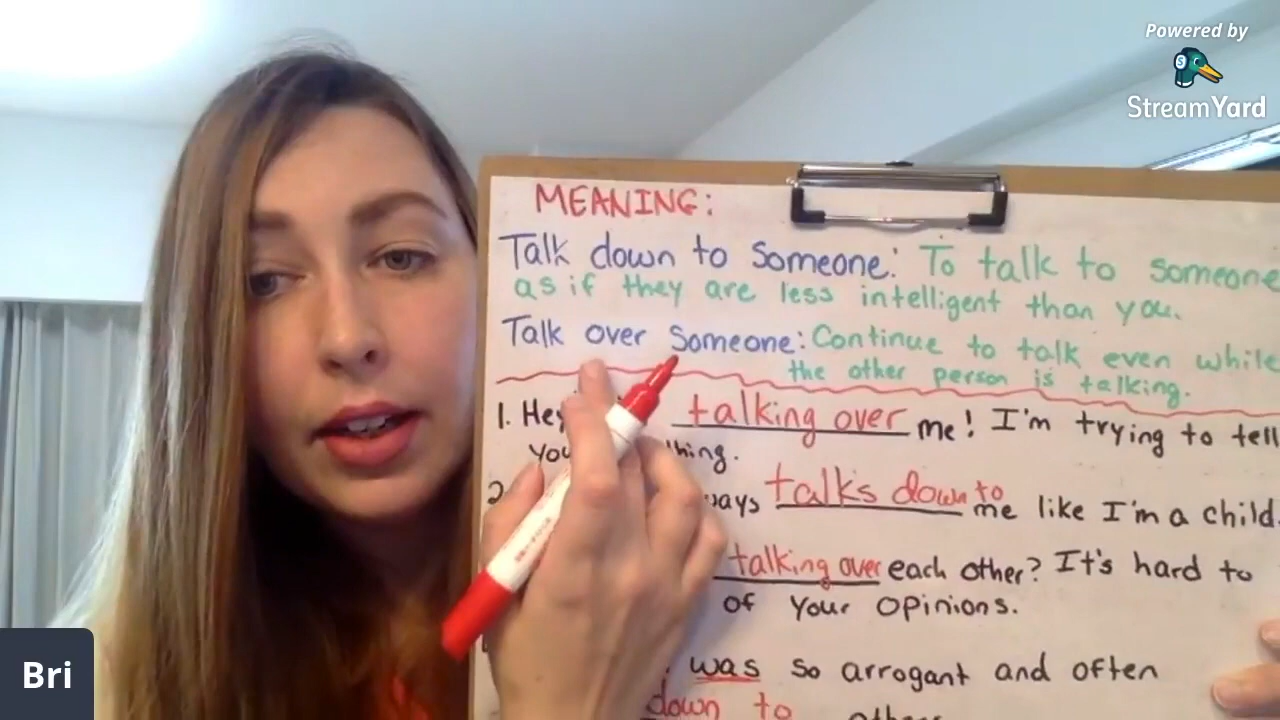 Powered by
StreamYard
MEANING:
Talk down to someone: To talk to someone
as if they are less intelligent than you.
Talk over someone: Continue to talk even while
the other person is talking.
1. Hey talking over me! I'm trying to tell
you thing.
2 talks down to me like I'm a child.
talking over each other? It's hard to
of your opinions.
was so arrogant and often
down to others
Bri